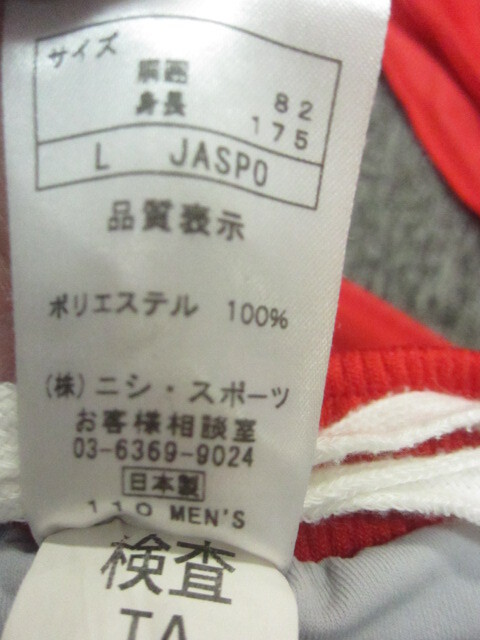 サイズ
胴囲 82
身長 175
L JASPO
品質表示
ポリエステル 100%
(株)ニシ・スポーツ
お客様相談室
03-6369-9024
日本製
110 MEN'S
検査
TA